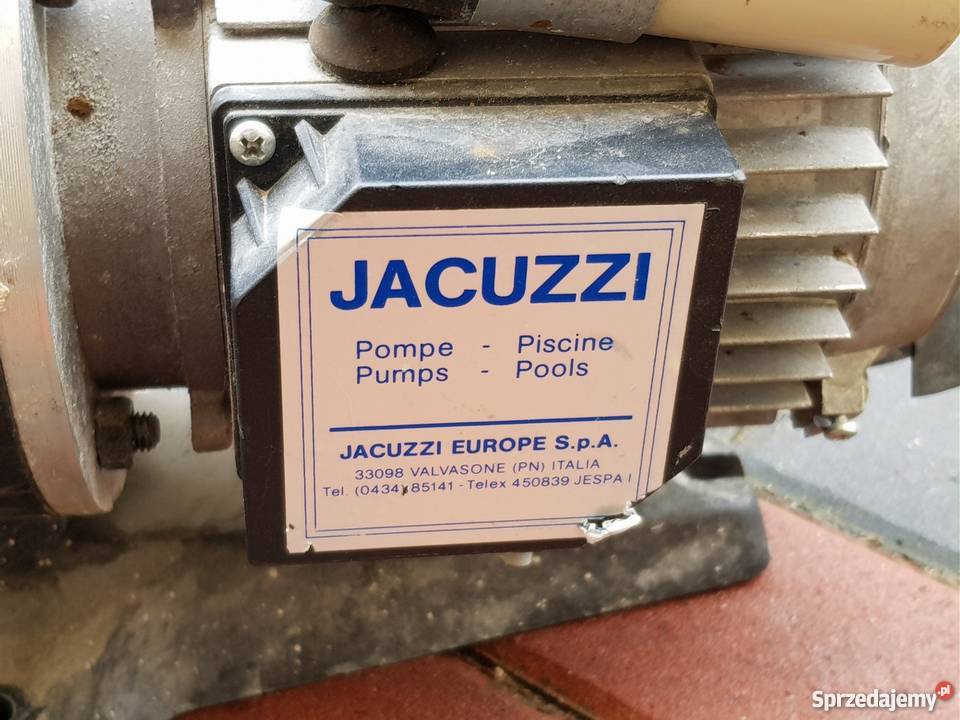 JACUZZI
Pompe - Piscine
Pumps - Pools
JACUZZI EUROPE S.p.A.
33098 VALVASONE (PN) ITALIA
Tel. (0434) 85141 - Telex 450839 JESPA I
Sprzedajemy.pl